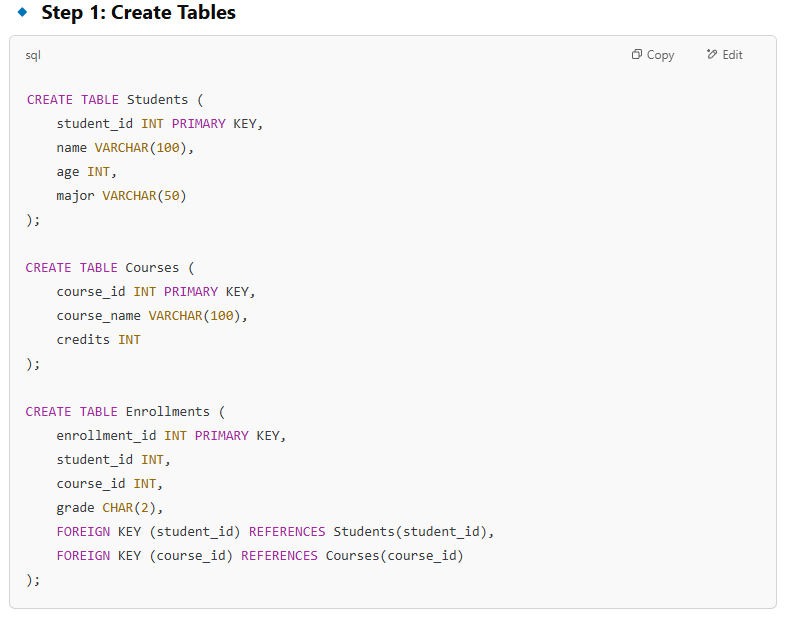 Step 1: Create Tables
sql
Copy
Edit
CREATE TABLE Students (
    student_id INT PRIMARY KEY,
    name VARCHAR(100),
    age INT,
    major VARCHAR(50)
);

CREATE TABLE Courses (
    course_id INT PRIMARY KEY,
    course_name VARCHAR(100),
    credits INT
);

CREATE TABLE Enrollments (
    enrollment_id INT PRIMARY KEY,
    student_id INT,
    course_id INT,
    grade CHAR(2),
    FOREIGN KEY (student_id) REFERENCES Students(student_id),
    FOREIGN KEY (course_id) REFERENCES Courses(course_id)
);